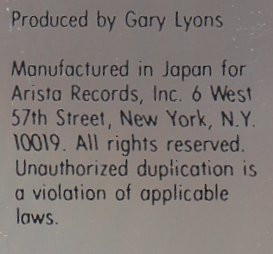 Produced by Gary Lyons
Manufactured in Japan for
Arista Records, Inc. 6 West
57th Street, New York, N.Y.
10019. All rights reserved.
Unauthorized duplication is
a violation of applicable
laws.